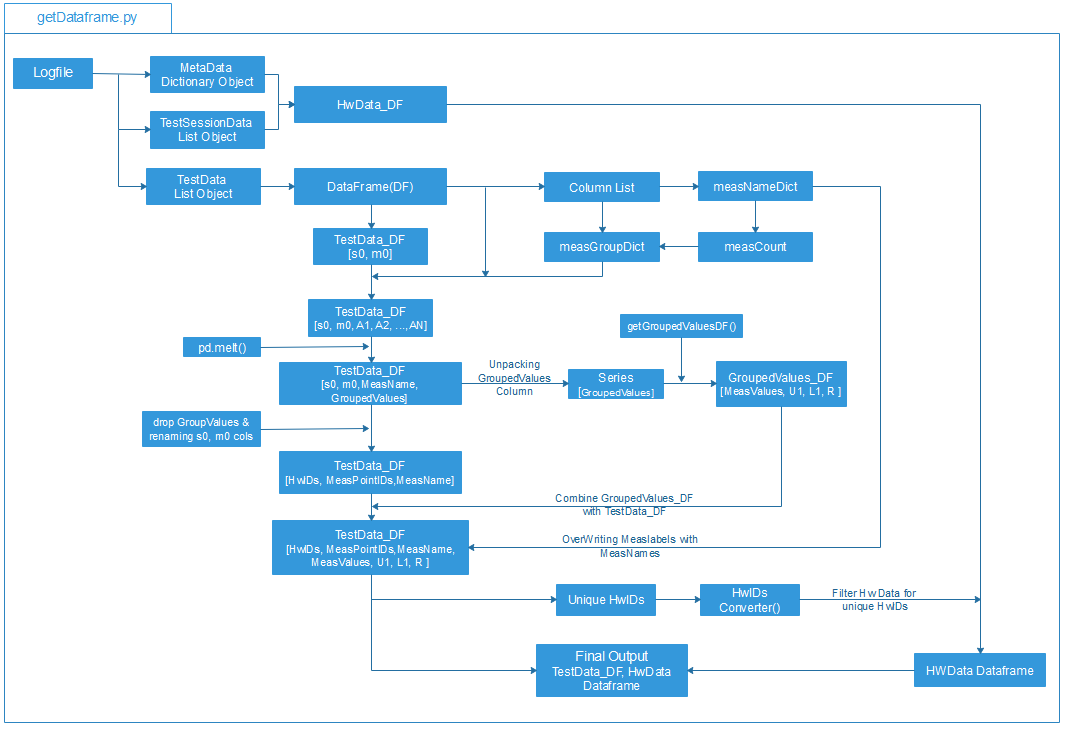 getDataframe.py
Logfile
MetaData
Dictionary Object
HwData_DF
TestSessionData
List Object
TestData
List Object
DataFrame(DF)
Column List
measNameDict
TestData_DF
[s0, m0]
measGroupDict
measCount
TestData_DF
[s0, m0, A1, A2, ...,AN]
getGroupedValuesDF()
pd.melt()
TestData_DF
[s0, m0,MeasName,
GroupedValues]
Unpacking
GroupedValues
Column
Series
[GroupedValues]
GroupedValues_DF
[MeasValues, U1, L1, R ]
drop GroupValues &
renaming s0, m0 cols
TestData_DF
[HwIDs, MeasPointIDs,MeasName]
Combine GroupedValues_DF
with TestData_DF
TestData_DF
[HwIDs, MeasPointIDs,MeasName,
MeasValues, U1, L1, R ]
OverWriting Measlabels with
MeasNames
Unique HwIDs
HwIDs
Converter()
Filter HwData for
unique HwIDs
Final Output
TestData_DF, HwData
Dataframe
HWData Dataframe